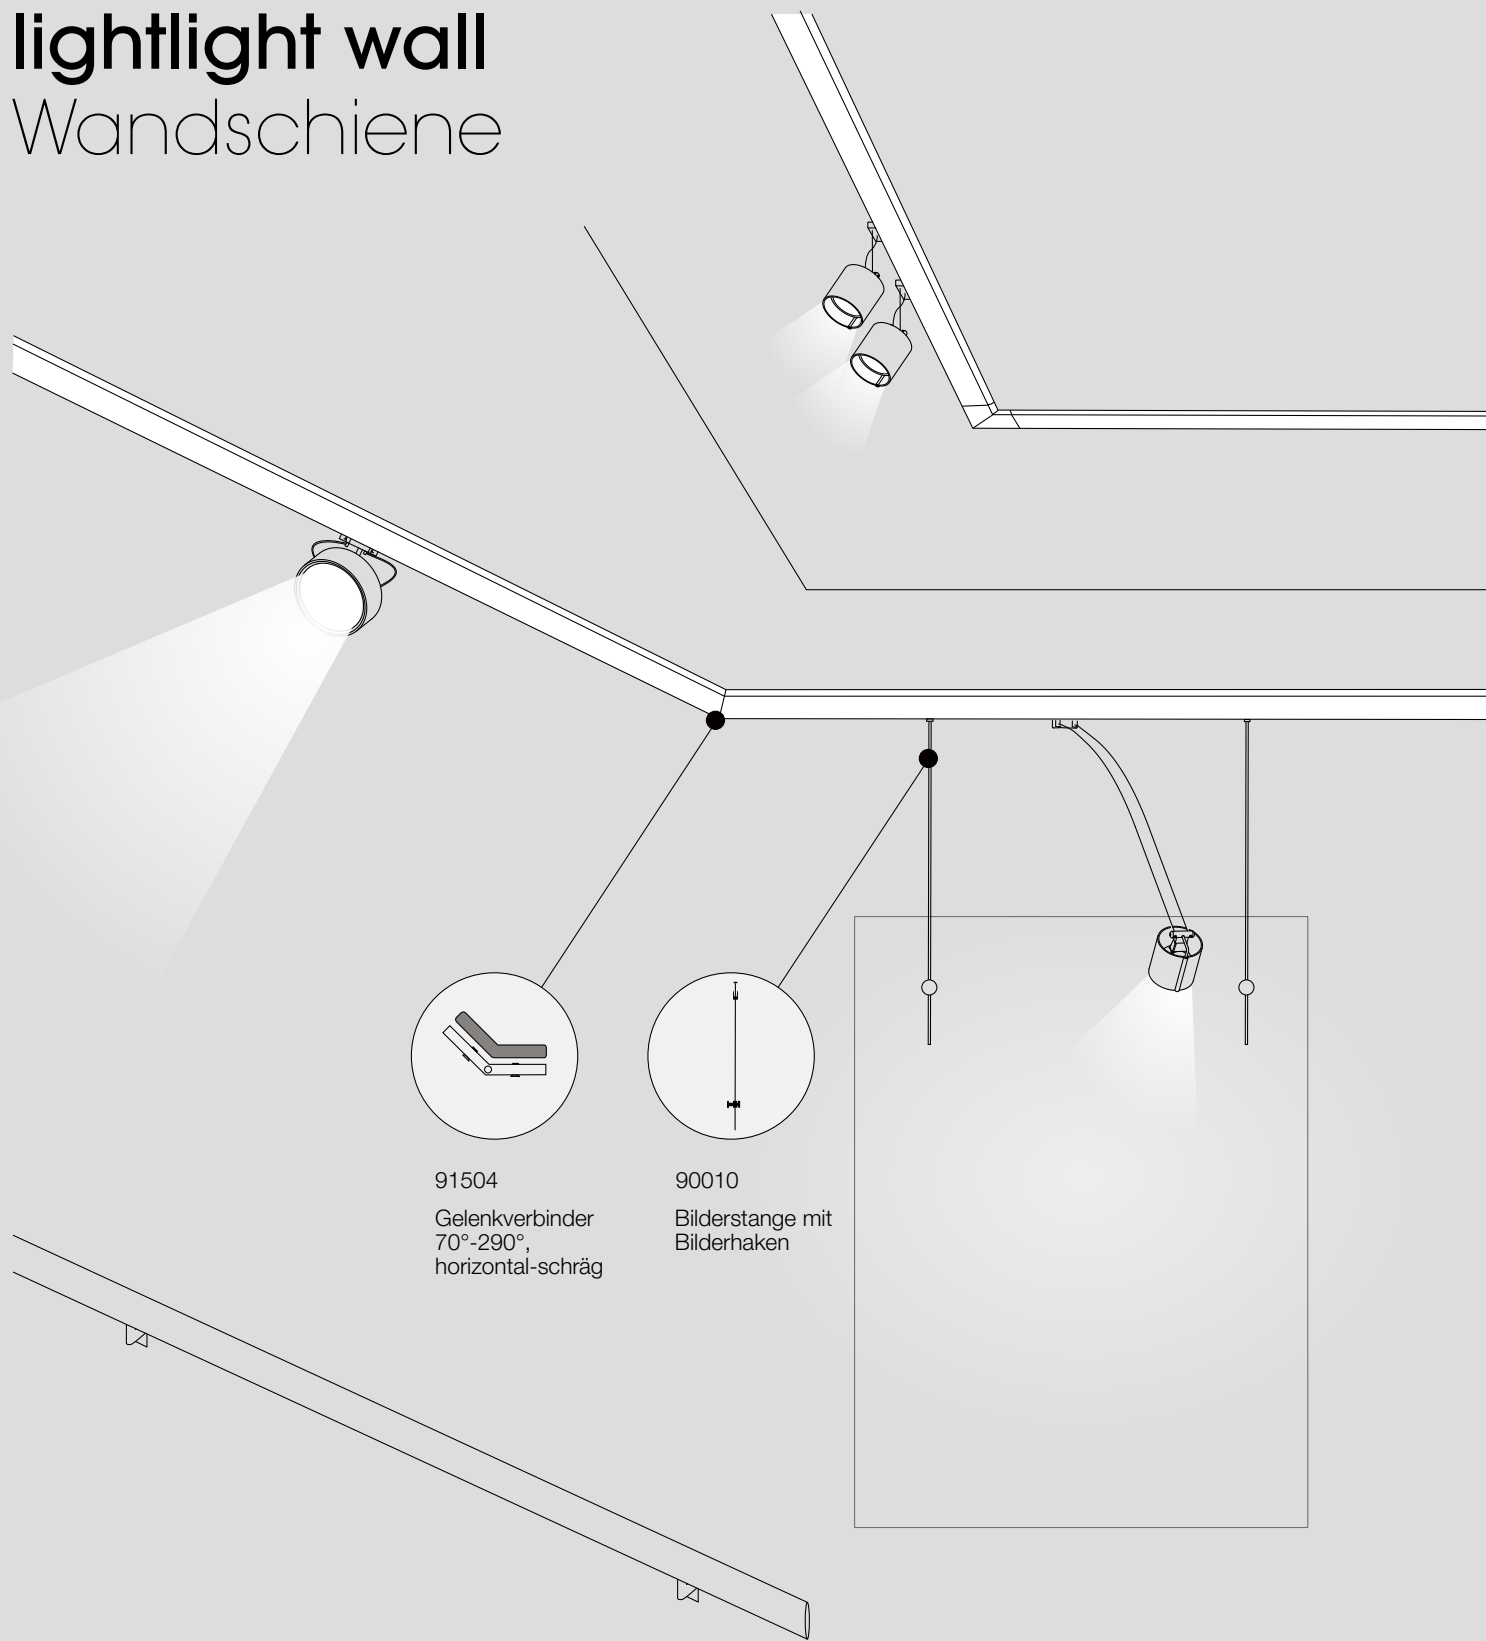 lightlight wall
Wandschiene
91504
Gelenkverbinder
70°-290°,
horizontal-schräg
90010
Bilderstange mit
Bilderhaken